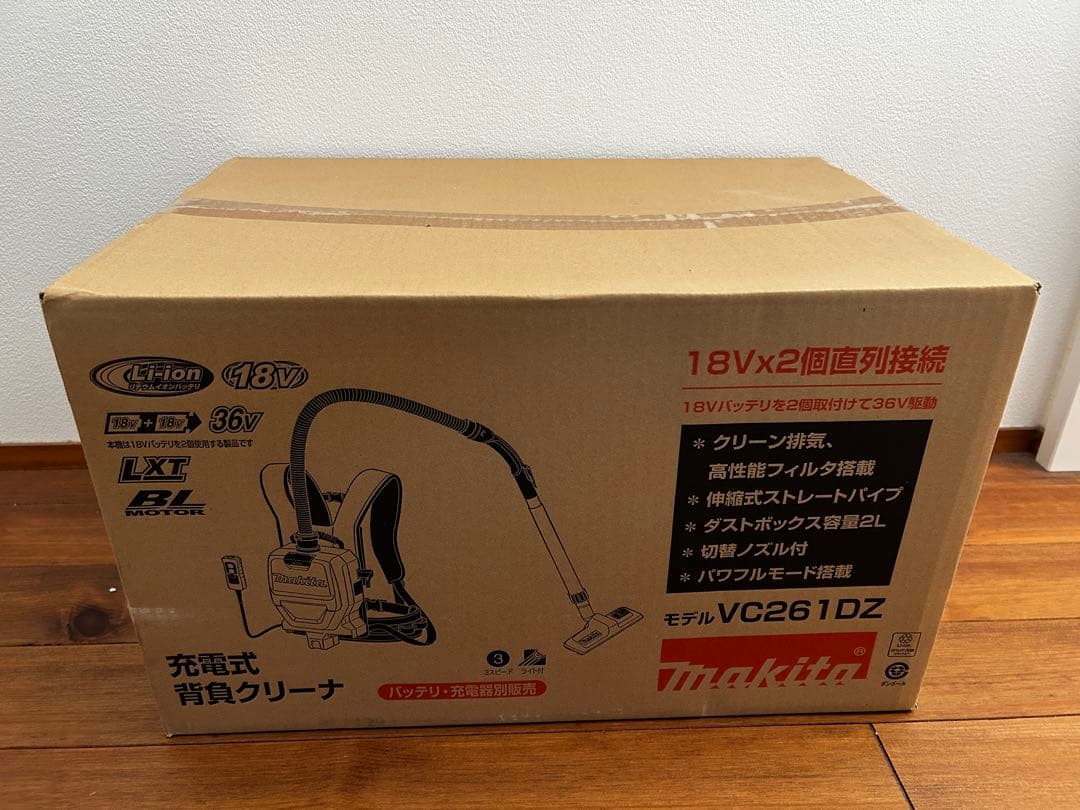 Li-ion
リチウムイオンバッテリ
18V
18V + 18V
36V
本機は18Vバッテリを2個使用する製品です
LXT
BL
MOTOR
makita
makita
充電式
背負クリーナ
3
3スピード
ライト付
バッテリ・充電器別販売
18Vx2個直列接続
18Vバッテリを2個取付けて36V駆動
* クリーン排気、
高性能フィルタ搭載
* 伸縮式ストレートパイプ
* ダストボックス容量2L
* 切替ノズル付
* パワフルモード搭載
モデル VC261DZ
makita®
ダンボール